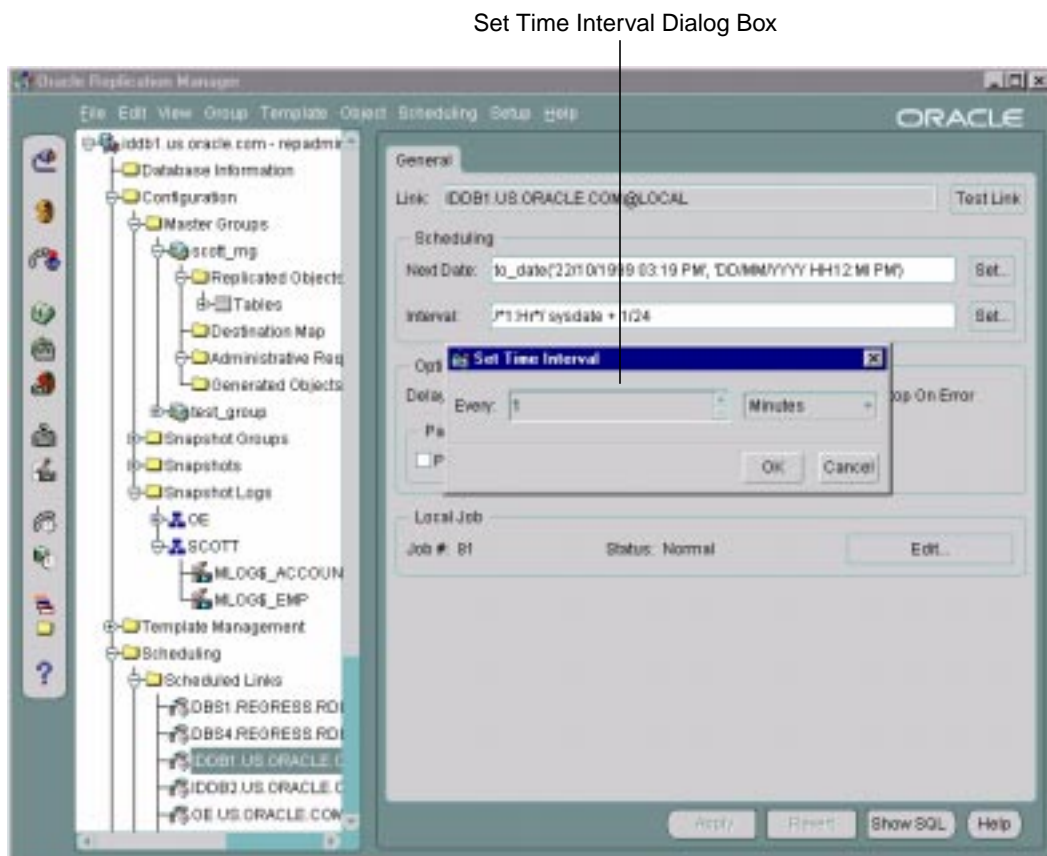 Set Time Interval Dialog Box
Oracle Replication Manager
File Edit View Group Template Object Scheduling Setup Help
ORACLE
iddb1.us.oracle.com - repadmin
Database Information
Configuration
Master Groups
scott_mg
Replicated Objects
Tables
Destination Map
Administrative Req
Generated Objects
test_group
Snapshot Groups
Snapshots
Snapshot Logs
OE
SCOTT
MLOG$_ACCOUN
MLOG$_EMP
Template Management
Scheduling
Scheduled Links
DBS1.REGRESS.RDI
DBS4.REGRESS.RDI
IDDB1.US.ORACLE.C
IDDB2.US.ORACLE.C
OE.US.ORACLE.COM
General
Link: IDDB1.US.ORACLE.COM@LOCAL Test Link
Scheduling
Next Date: to_date('22/10/1999 03:19 PM', 'DD/MM/YYYY HH12:MI PM') Set...
Interval: /*1:Hr*/ sysdate + 1/24 Set...
Opti
Delay
op On Error
Pa
P
Set Time Interval
Every: 1 Minutes
OK Cancel
Local Job
Job #: 81 Status: Normal Edit...
Apply Revert Show SQL Help